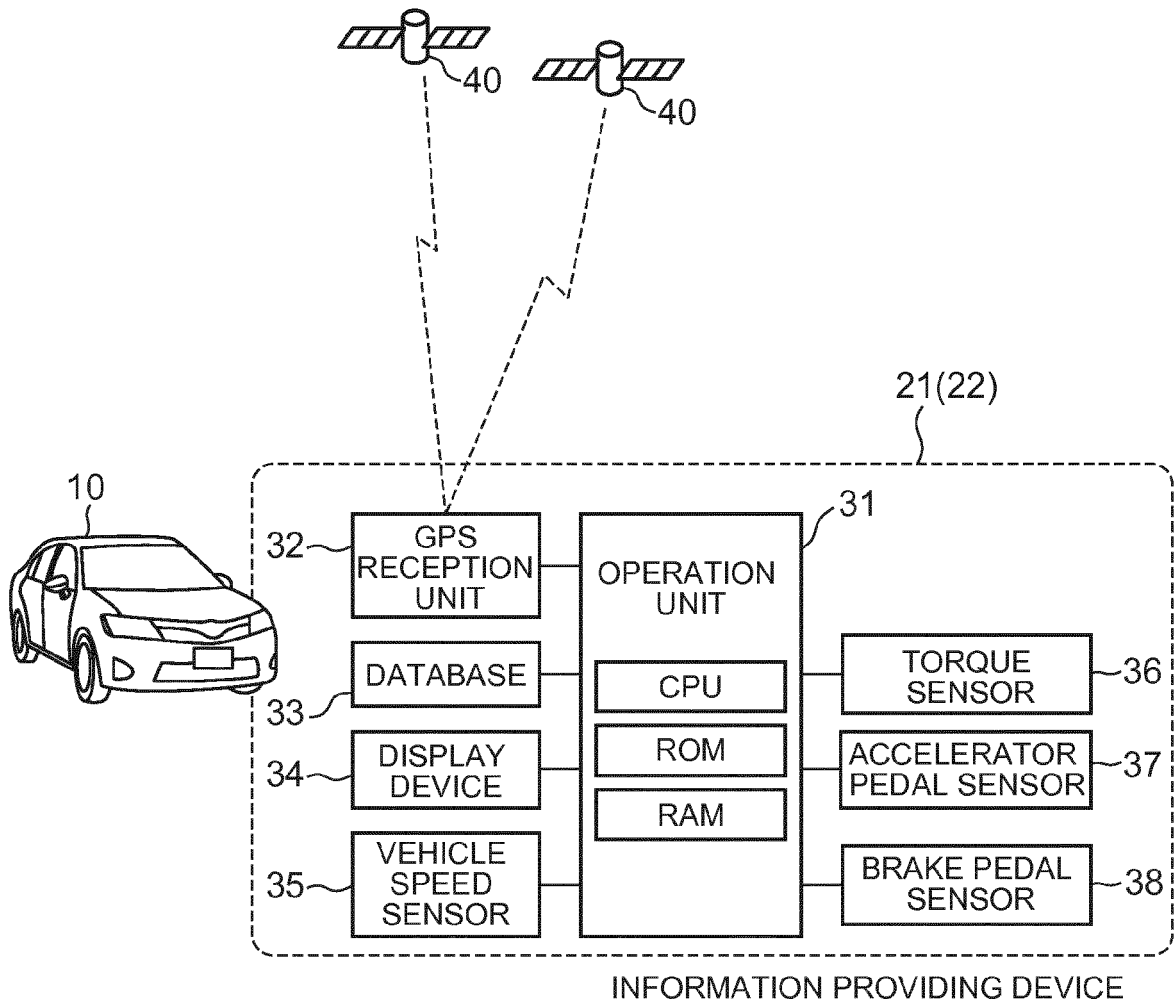 40
40
21(22)
10
32
GPS
RECEPTION
UNIT
31
OPERATION
UNIT
33
DATABASE
CPU
36
TORQUE
SENSOR
34
DISPLAY
DEVICE
ROM
37
ACCELERATOR
PEDAL SENSOR
RAM
35
VEHICLE
SPEED
SENSOR
38
BRAKE PEDAL
SENSOR
INFORMATION PROVIDING DEVICE